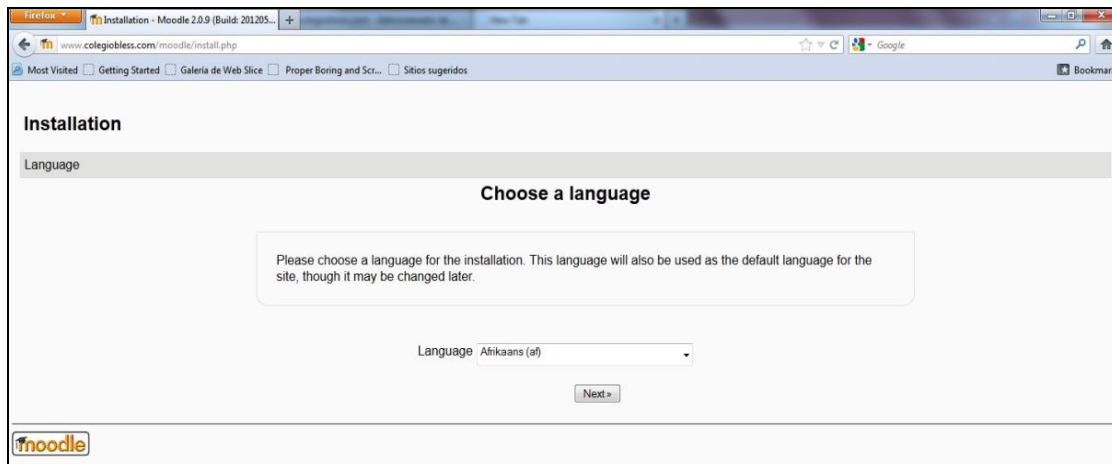 Firefox
Installation - Moodle 2.0.9 (Build: 201205...
New Tab
www.colegiobless.com/moodle/install.php
Google
Most Visited Getting Started Galería de Web Slice Proper Boring and Scr... Sitios sugeridos
Bookmar
Installation
Language
Choose a language
Please choose a language for the installation. This language will also be used as the default language for the
site, though it may be changed later.
Language Afrikaans (af)
Next »
moodle